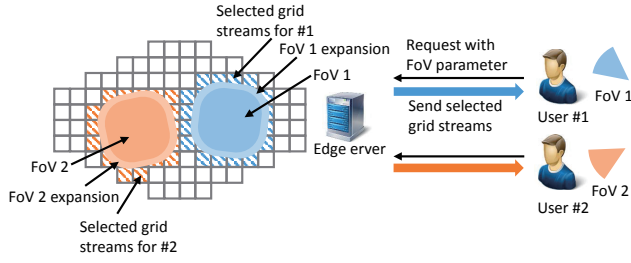 Selected grid
streams for #1
FoV 1 expansion
FoV 1
FoV 2
FoV 2 expansion
Selected grid
streams for #2
Edge erver
Request with
FoV parameter
Send selected
grid streams
User #1
FoV 1
User #2
FoV 2